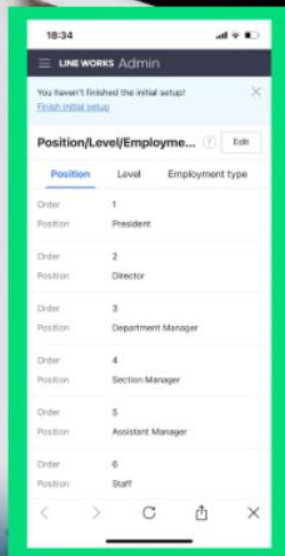 18:34
LINE WORKS Admin
You haven't finished the initial setup!
Finish initial setup
Position/Level/Employme... Edit
Position Level Employment type
Order 1
Position President
Order 2
Position Director
Order 3
Position Department Manager
Order 4
Position Section Manager
Order 5
Position Assistant Manager
Order 6
Position Staff